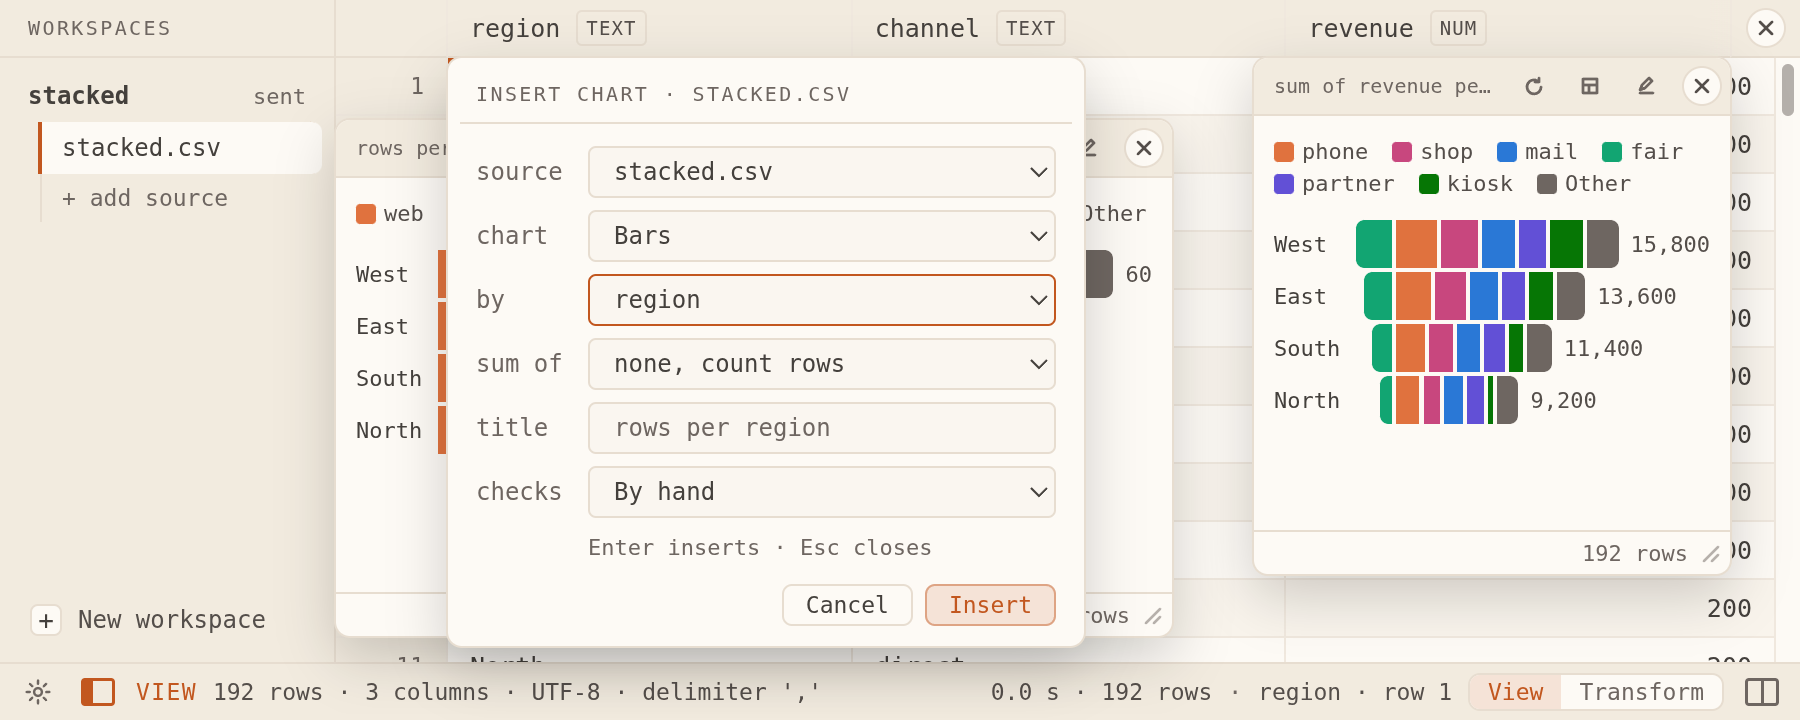 WORKSPACES
region TEXT channel TEXT revenue NUM
stacked sent
stacked.csv
+ add source
+ New workspace
1
11
rows per
web
West
East
South
North
Other
60
rows
INSERT CHART · STACKED.CSV
source stacked.csv
chart Bars
by region
sum of none, count rows
title rows per region
checks By hand
Enter inserts · Esc closes
Cancel Insert
sum of revenue pe…
phone shop mail fair
partner kiosk Other
West 15,800
East 13,600
South 11,400
North 9,200
192 rows
200
North direct 200
VIEW 192 rows · 3 columns · UTF-8 · delimiter ',' 0.0 s · 192 rows · region · row 1 View Transform